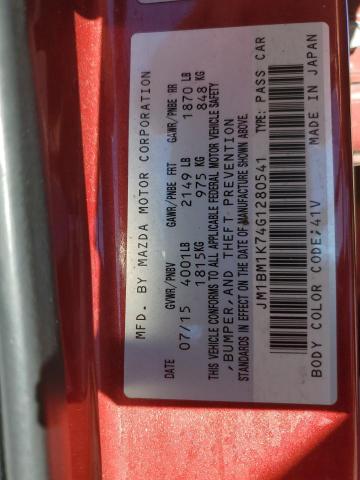 MFD. BY MAZDA MOTOR CORPORATION
DATE GVWR/PNBV GAWR/PNBE FRT GAWR/PNBE RR
07/15 4001LB 2149 LB 1870 LB
1815KG 975 KG 848 KG
THIS VEHICLE CONFORMS TO ALL APPLICABLE FEDERAL MOTOR VEHICLE SAFETY
,BUMPER,AND THEFT PREVENTION
STANDARDS IN EFFECT ON THE DATE OF MANUFACTURE SHOWN ABOVE.
JM1BM1K74G1280541 TYPE: PASS CAR
BODY COLOR CODE;41V MADE IN JAPAN